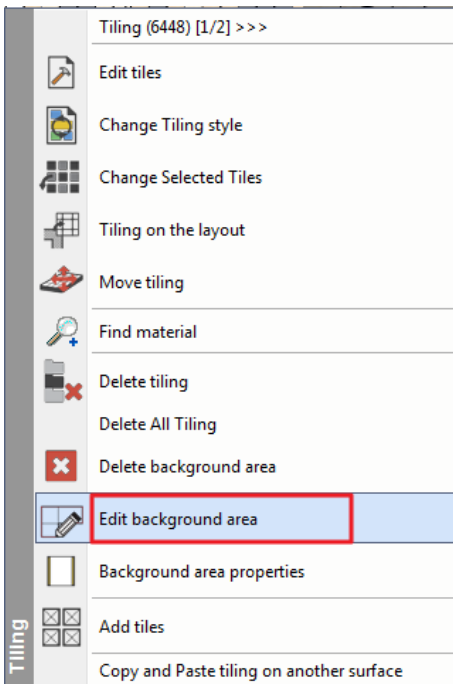 Tiling (6448) [1/2] >>>
Edit tiles
Change Tiling style
Change Selected Tiles
Tiling on the layout
Move tiling
Find material
Delete tiling
Delete All Tiling
Delete background area
Edit background area
Background area properties
Add tiles
Copy and Paste tiling on another surface
Tiling